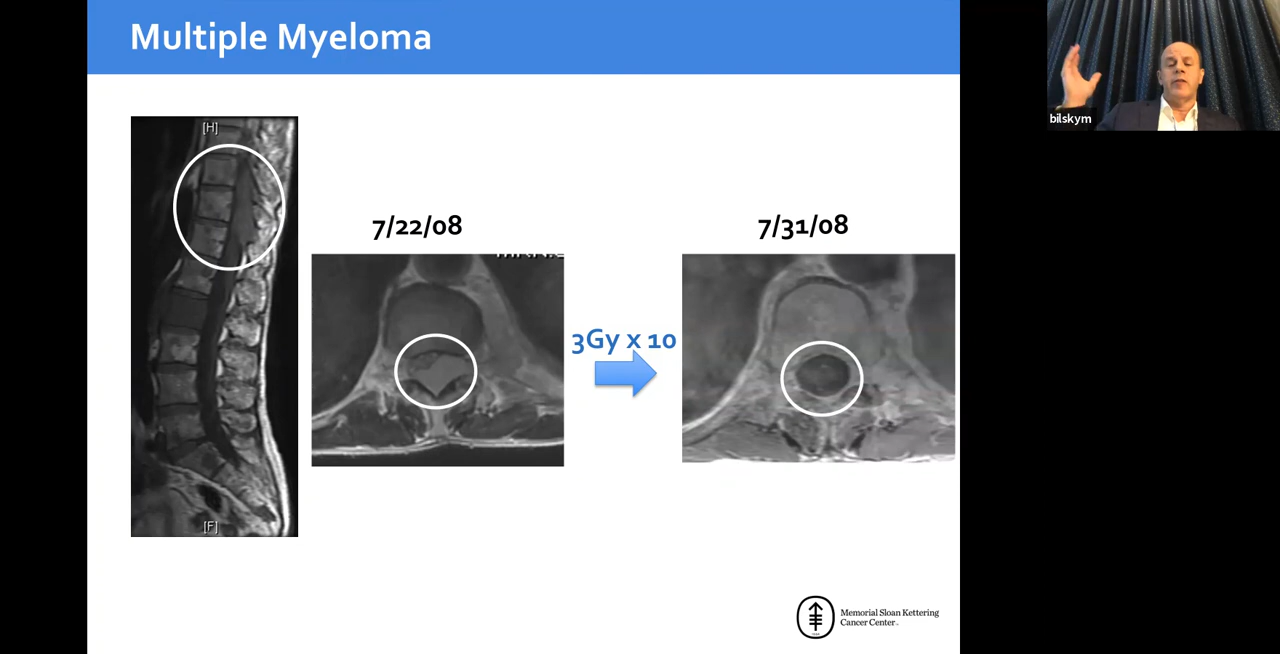 Multiple Myeloma
bilskym
[H]
7/22/08
7/31/08
3Gy x 10
[F]
Memorial Sloan Kettering
Cancer Center